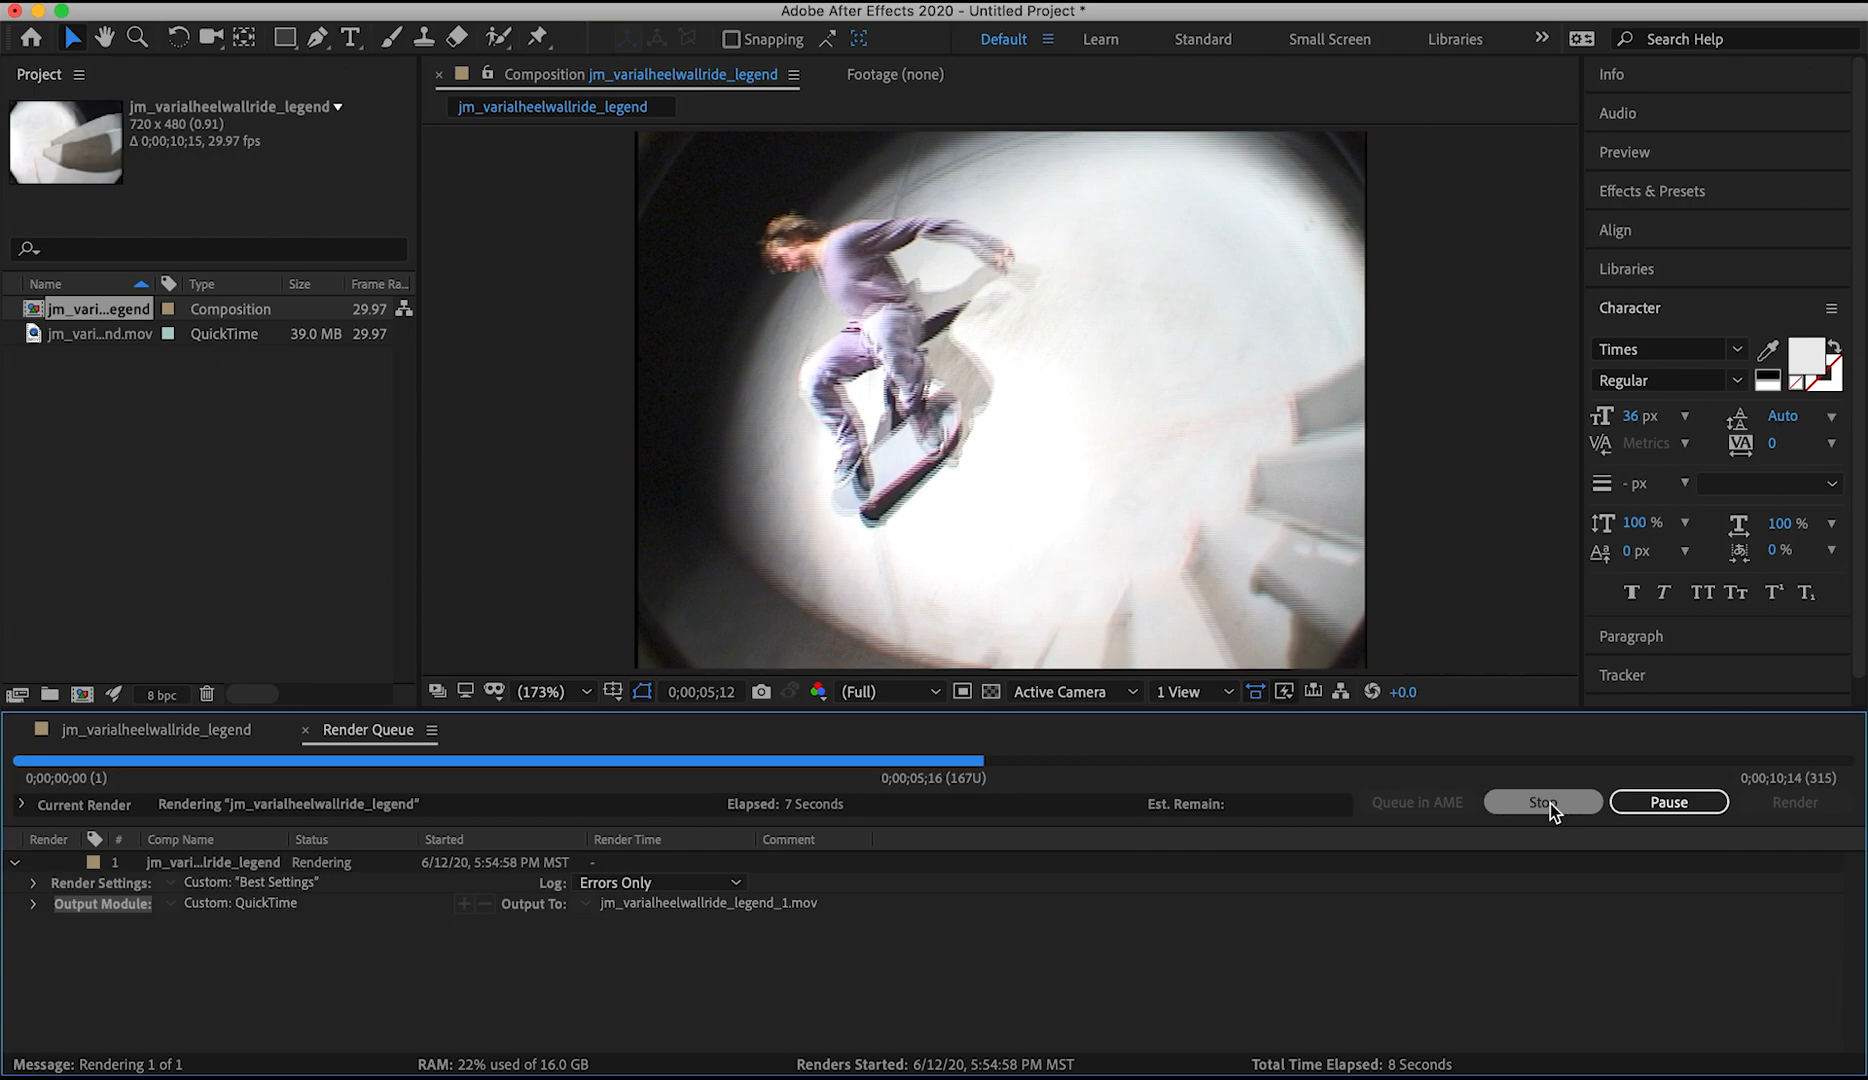 Adobe After Effects 2020 - Untitled Project *
Snapping
Default
Learn
Standard
Small Screen
Libraries
Search Help
Project
jm_varialheelwallride_legend
720 x 480 (0.91)
Δ 0;00;10;15, 29.97 fps
Name Type Size Frame Ra...
jm_vari...egend Composition 29.97
jm_vari...nd.mov QuickTime 39.0 MB 29.97
8 bpc
Composition jm_varialheelwallride_legend
Footage (none)
jm_varialheelwallride_legend
(173%)
0;00;05;12
(Full)
Active Camera
1 View
+0.0
Info
Audio
Preview
Effects & Presets
Align
Libraries
Character
Times
Regular
36 px Auto
Metrics 0
- px
100 % 100 %
0 px 0 %
T T TT Tt T¹ T₁
Paragraph
Tracker
jm_varialheelwallride_legend
Render Queue
0;00;00;00 (1)
0;00;05;16 (167U)
0;00;10;14 (315)
Current Render Rendering "jm_varialheelwallride_legend" Elapsed: 7 Seconds Est. Remain: Queue in AME Stop Pause Render
Render # Comp Name Status Started Render Time Comment
1 jm_vari...lride_legend Rendering 6/12/20, 5:54:58 PM MST -
Render Settings: Custom: "Best Settings" Log: Errors Only
Output Module: Custom: QuickTime + − Output To: jm_varialheelwallride_legend_1.mov
Message: Rendering 1 of 1 RAM: 22% used of 16.0 GB Renders Started: 6/12/20, 5:54:58 PM MST Total Time Elapsed: 8 Seconds